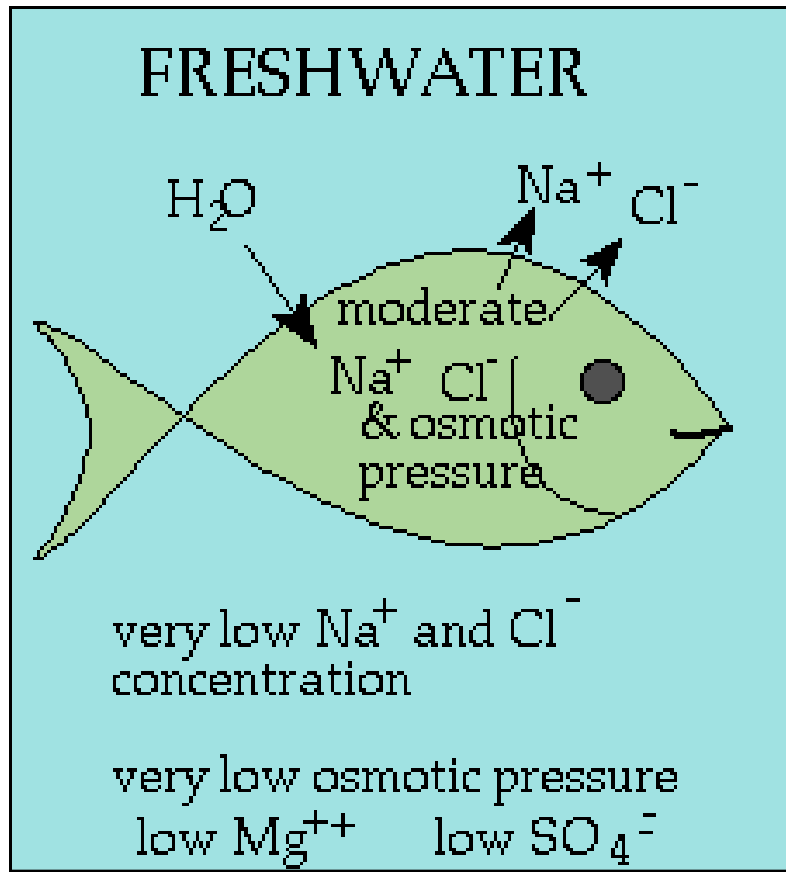 FRESHWATER
H₂O Na⁺ Cl⁻
moderate
Na⁺ Cl⁻
& osmotic
pressure
very low Na⁺ and Cl⁻
concentration
very low osmotic pressure
low Mg⁺⁺ low SO₄⁻⁻